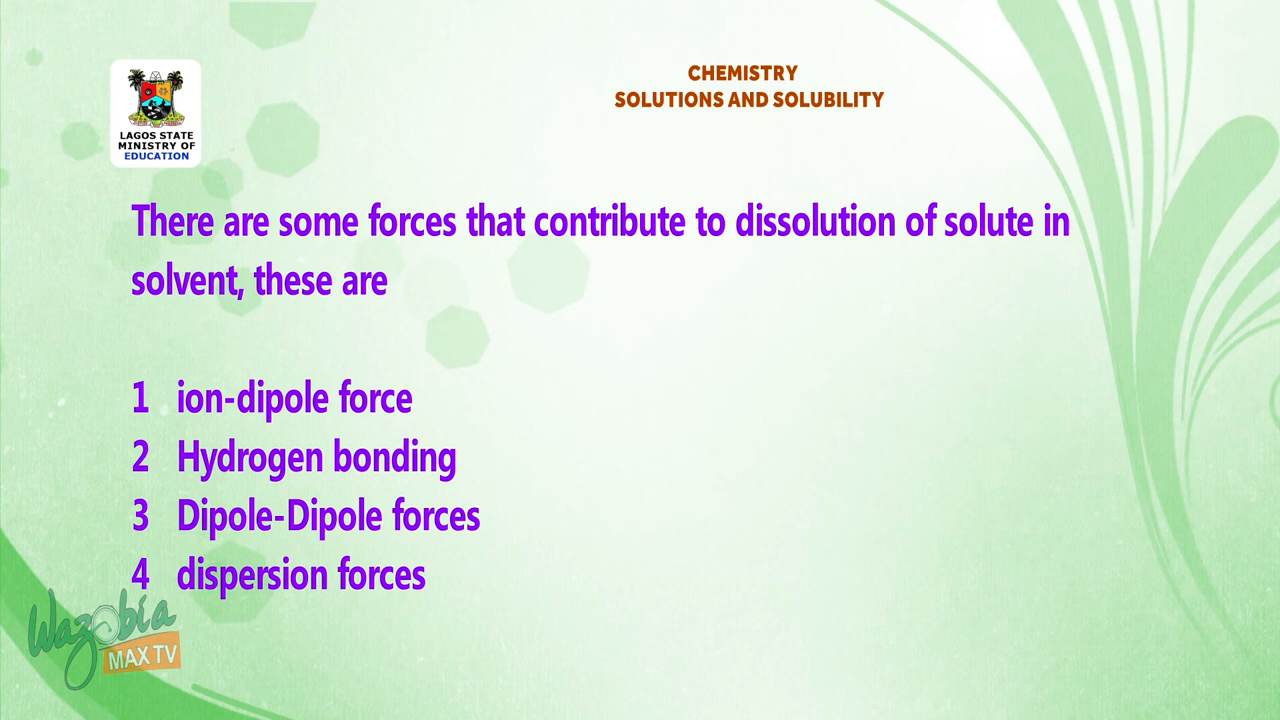 CHEMISTRY
SOLUTIONS AND SOLUBILITY
LAGOS STATE
MINISTRY OF
EDUCATION
There are some forces that contribute to dissolution of solute in
solvent, these are
1 ion-dipole force
2 Hydrogen bonding
3 Dipole-Dipole forces
4 dispersion forces
Wazobia
MAX TV